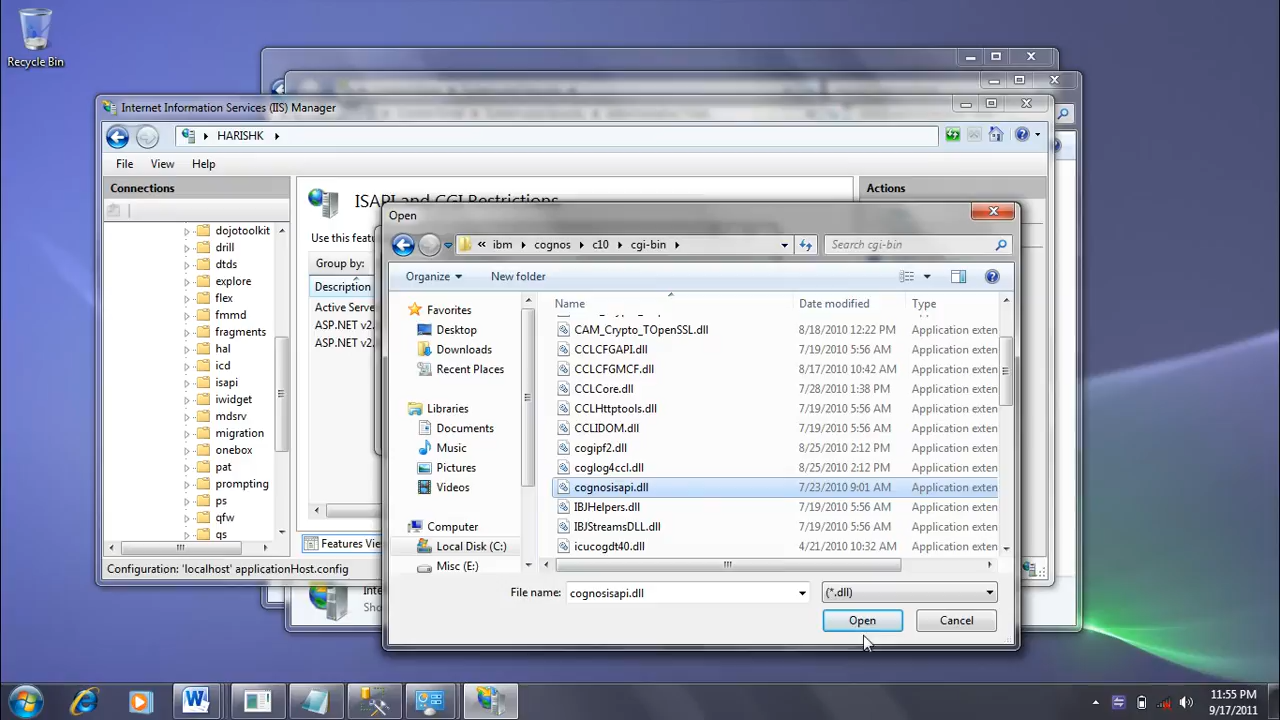 Recycle Bin
Internet Information Services (IIS) Manager
HARISHK
File View Help
Connections
dojotoolkit
drill
dtds
explore
flex
fmmd
fragments
hal
icd
isapi
iwidget
mdsrv
migration
onebox
pat
prompting
ps
qfw
qs
ISAPI and CGI Restrictions
Actions
Use this
Group by:
Description
Active Serve
ASP.NET v2.
ASP.NET v2.
Features Vie
Configuration: 'localhost' applicationHost.config
Open
« ibm cognos c10 cgi-bin
Search cgi-bin
Organize New folder
Favorites
Desktop
Downloads
Recent Places
Libraries
Documents
Music
Pictures
Videos
Computer
Local Disk (C:)
Misc (E:)
Name Date modified Type
CAM_Crypto_TOpenSSL.dll 8/18/2010 12:22 PM Application exten
CCLCFGAPI.dll 7/19/2010 5:56 AM Application exten
CCLCFGMCF.dll 8/17/2010 10:42 AM Application exten
CCLCore.dll 7/28/2010 1:38 PM Application exten
CCLHttptools.dll 7/19/2010 5:56 AM Application exten
CCLIDOM.dll 7/19/2010 5:56 AM Application exten
cogipf2.dll 8/25/2010 2:12 PM Application exten
coglog4ccl.dll 8/25/2010 2:12 PM Application exten
cognosisapi.dll 7/23/2010 9:01 AM Application exten
IBJHelpers.dll 7/19/2010 5:56 AM Application exten
IBJStreamsDLL.dll 7/19/2010 5:56 AM Application exten
icucogdt40.dll 4/21/2010 10:32 AM Application exten
File name: cognosisapi.dll (*.dll)
Open Cancel
Inte
Sho
11:55 PM
9/17/2011